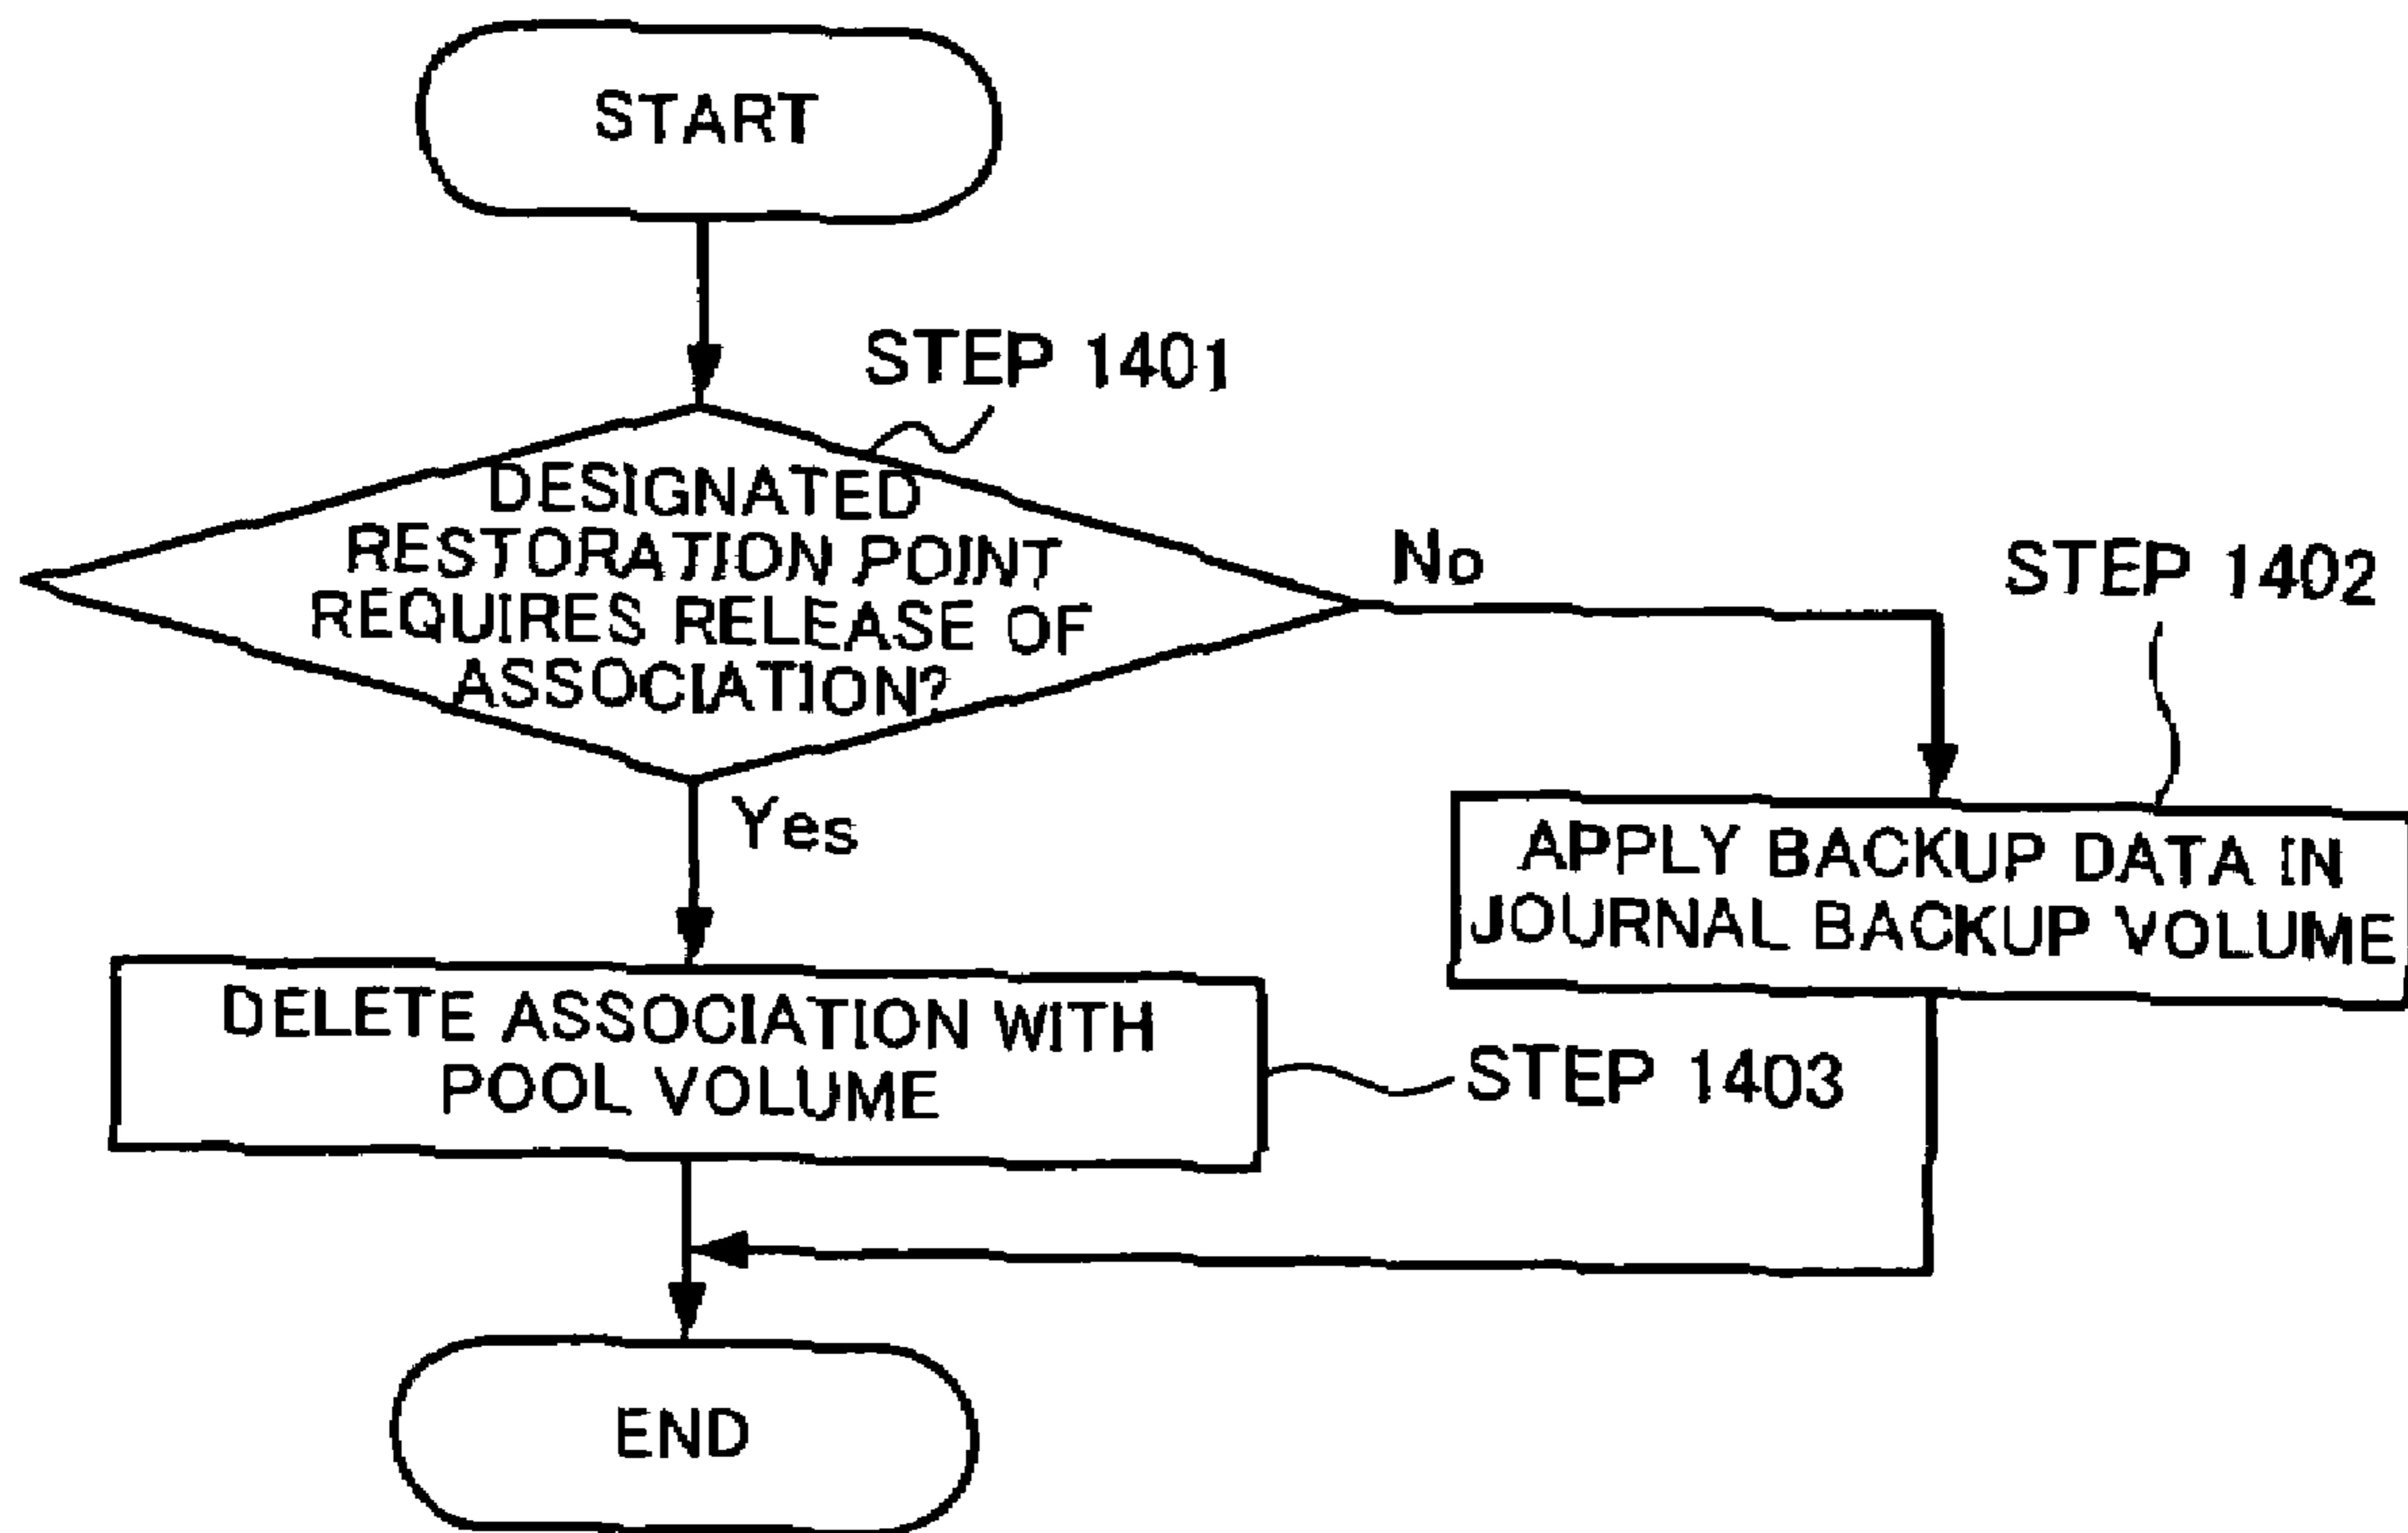 START
STEP 1401
DESIGNATED
RESTORATION POINT
REQUIRES RELEASE OF
ASSOCIATION?
No
STEP 1402
Yes
APPLY BACKUP DATA IN
JOURNAL BACKUP VOLUME
DELETE ASSOCIATION WITH
POOL VOLUME
STEP 1403
END